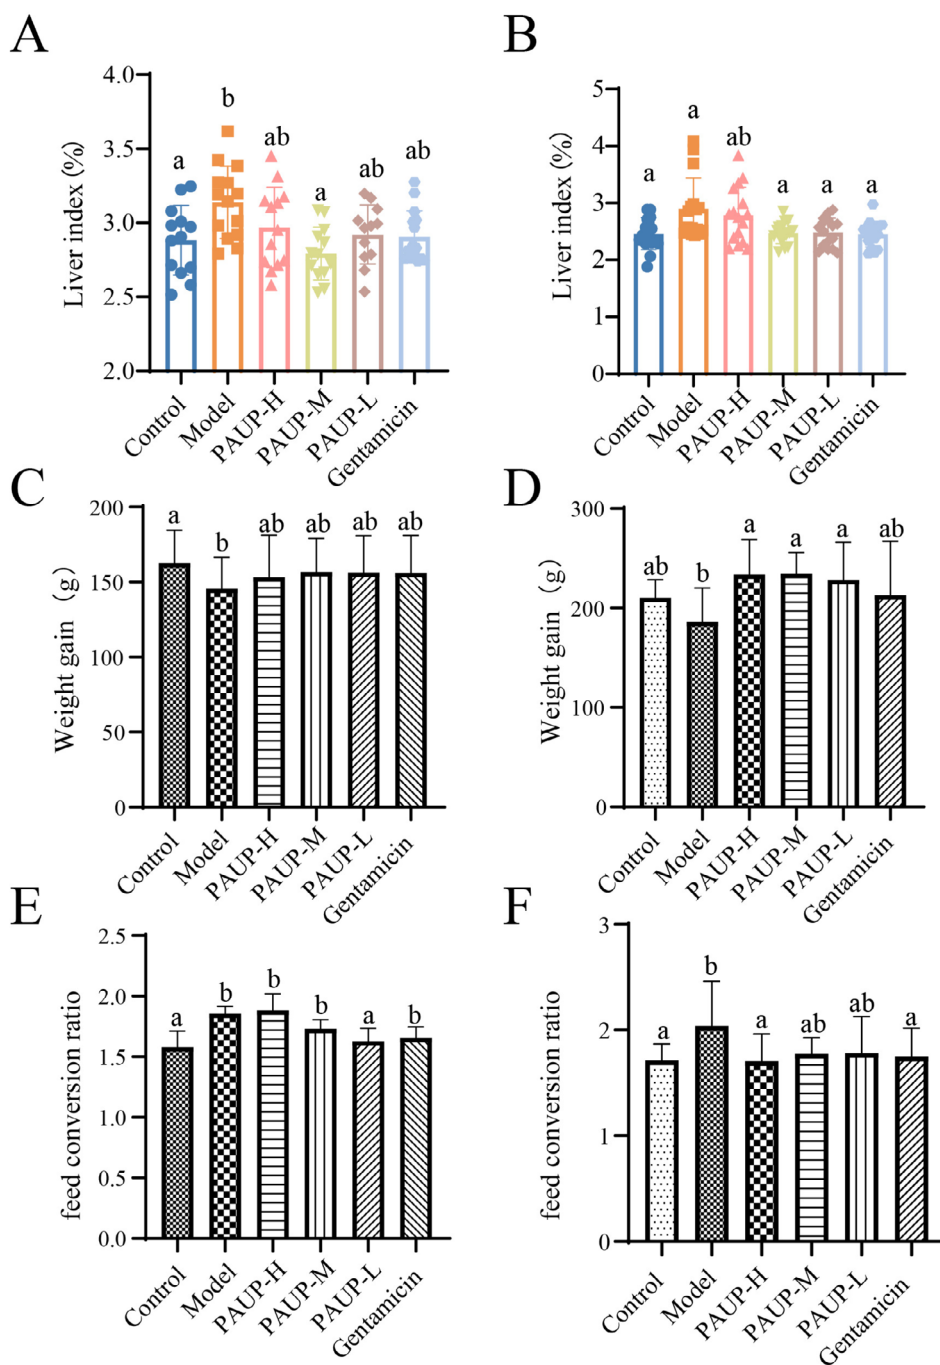 A
Liver index (%)
4.0
3.5
3.0
2.5
2.0
a
b
ab
a
ab
ab
Control
Model
PAUP-H
PAUP-M
PAUP-L
Gentamicin
B
Liver index (%)
5
4
3
2
1
0
a
a
ab
a
a
a
Control
Model
PAUP-H
PAUP-M
PAUP-L
Gentamicin
C
Weight gain (g)
200
150
100
50
0
a
b
ab
ab
ab
ab
Control
Model
PAUP-H
PAUP-M
PAUP-L
Gentamicin
D
Weight gain (g)
300
200
100
0
ab
b
a
a
a
ab
Control
Model
PAUP-H
PAUP-M
PAUP-L
Gentamicin
E
feed conversion ratio
2.5
2.0
1.5
1.0
0.5
0.0
a
b
b
b
a
b
Control
Model
PAUP-H
PAUP-M
PAUP-L
Gentamicin
F
feed conversion ratio
3
2
1
0
a
b
a
ab
ab
a
Control
Model
PAUP-H
PAUP-M
PAUP-L
Gentamicin